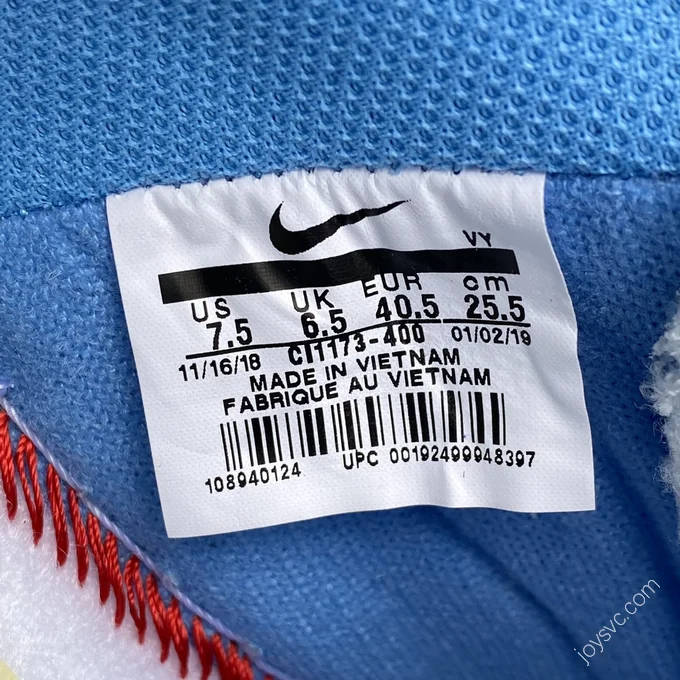 VY
US UK EUR cm
7.5 6.5 40.5 25.5
11/16/18 CI1173-400 01/02/19
MADE IN VIETNAM
FABRIQUE AU VIETNAM
108940124 UPC 00192499948397
joysvc.com